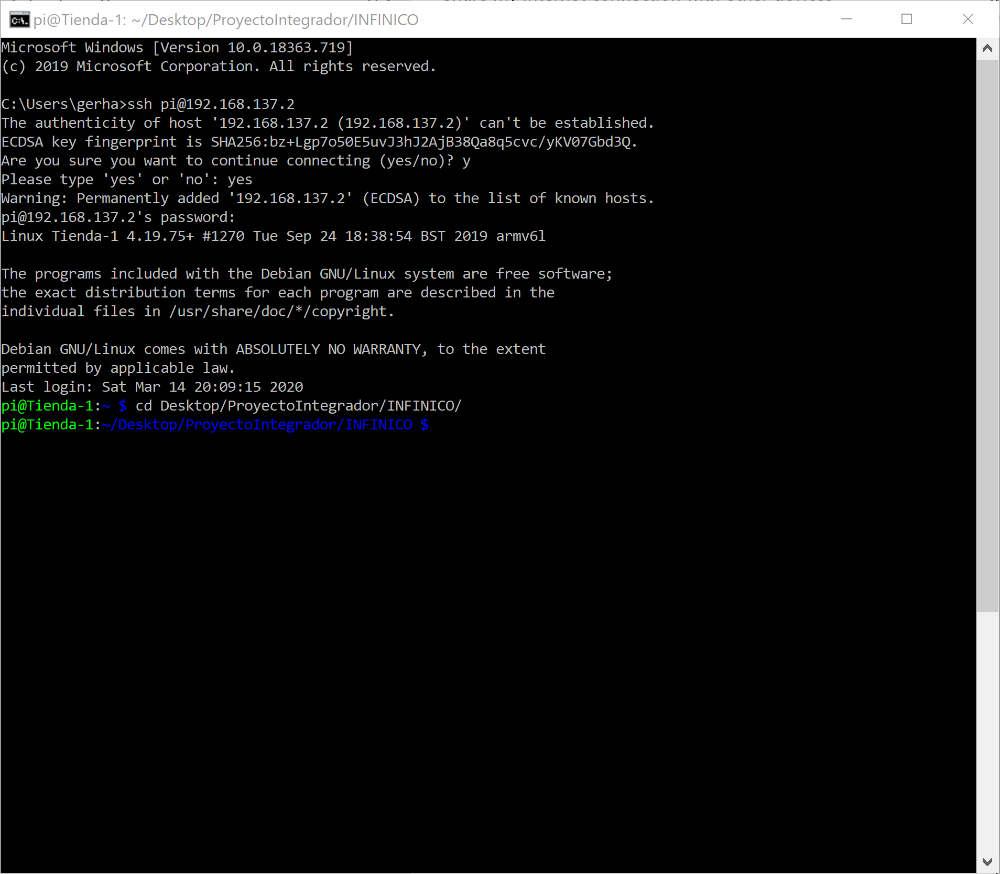 pi@Tienda-1: ~/Desktop/ProyectoIntegrador/INFINICO
Microsoft Windows [Version 10.0.18363.719]
(c) 2019 Microsoft Corporation. All rights reserved.
C:\Users\gerha>ssh pi@192.168.137.2
The authenticity of host '192.168.137.2 (192.168.137.2)' can't be established.
ECDSA key fingerprint is SHA256:bz+Lgp7o50E5uvJ3hJ2AjB38Qa8q5cvc/yKV07Gbd3Q.
Are you sure you want to continue connecting (yes/no)? y
Please type 'yes' or 'no': yes
Warning: Permanently added '192.168.137.2' (ECDSA) to the list of known hosts.
pi@192.168.137.2's password:
Linux Tienda-1 4.19.75+ #1270 Tue Sep 24 18:38:54 BST 2019 armv6l
The programs included with the Debian GNU/Linux system are free software;
the exact distribution terms for each program are described in the
individual files in /usr/share/doc/*/copyright.
Debian GNU/Linux comes with ABSOLUTELY NO WARRANTY, to the extent
permitted by applicable law.
Last login: Sat Mar 14 20:09:15 2020
pi@Tienda-1:~ $ cd Desktop/ProyectoIntegrador/INFINICO/
pi@Tienda-1:~/Desktop/ProyectoIntegrador/INFINICO $